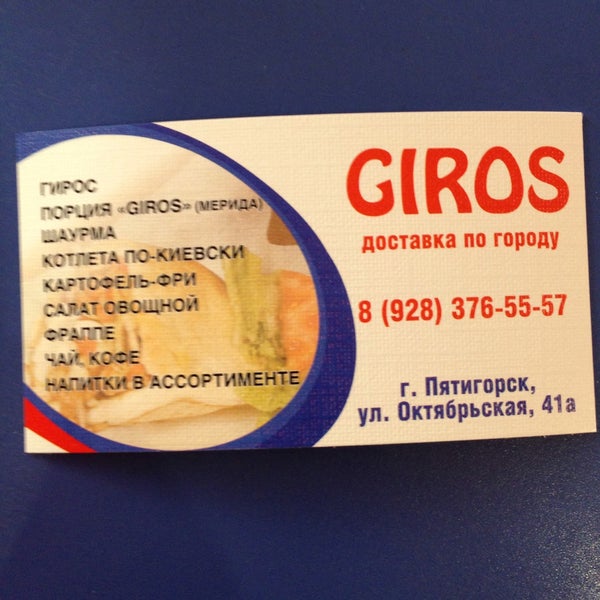 ГИРОС
ПОРЦИЯ «GIROS» (МЕРИДА)
ШАУРМА
КОТЛЕТА ПО-КИЕВСКИ
КАРТОФЕЛЬ-ФРИ
САЛАТ ОВОЩНОЙ
ФРАППЕ
ЧАЙ, КОФЕ
НАПИТКИ В АССОРТИМЕНТЕ
GIROS
доставка по городу
8 (928) 376-55-57
г. Пятигорск,
ул. Октябрьская, 41а